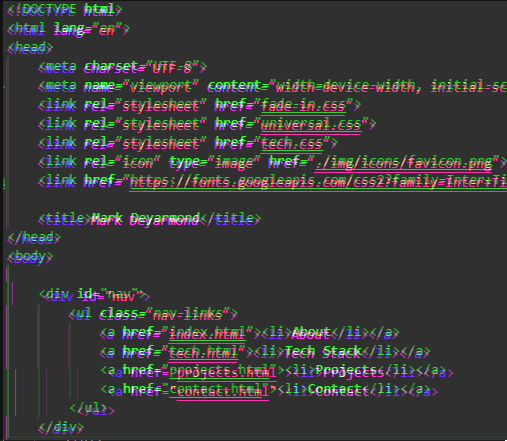 <!DOCTYPE html>
<html lang="en">
<head>
<meta charset="UTF-8">
<meta name="viewport" content="width=device-width, initial-sc
<link rel="stylesheet" href="fade-in.css">
<link rel="stylesheet" href="universal.css">
<link rel="stylesheet" href="tech.css">
<link rel="icon" type="image" href="./img/icons/favicon.png">
<link href="https://fonts.googleapis.com/css2?family=Inter:Ti
<title>Mark Deyarmond</title>
</head>
<body>
<div id="nav">
<ul class="nav-links">
<a href="index.html"><li>About</li></a>
<a href="tech.html"><li>Tech Stack</li></a>
<a href="projects.html"><li>Projects</li></a>
<a href="contact.html"><li>Contact</li></a>
</ul>
</div>